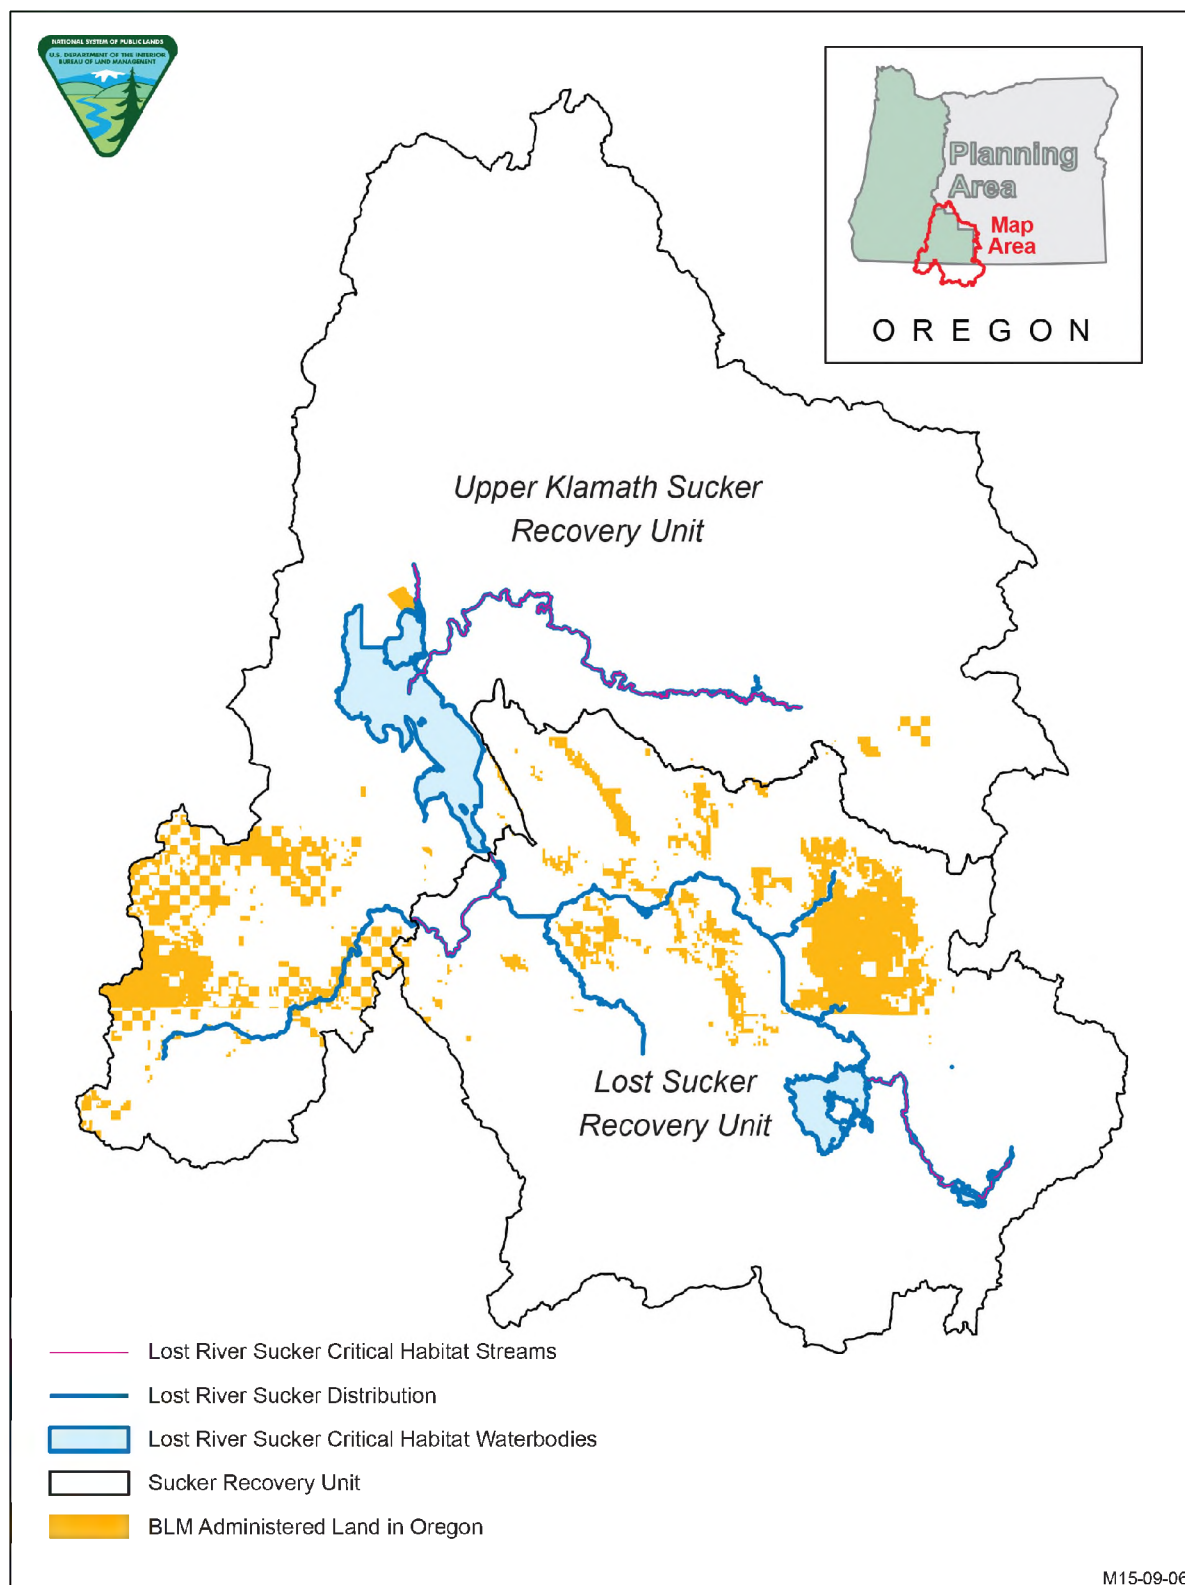 NATIONAL SYSTEM OF PUBLIC LANDS
U.S. DEPARTMENT OF THE INTERIOR
BUREAU OF LAND MANAGEMENT
Planning
Area
Map
Area
OREGON
Upper Klamath Sucker
Recovery Unit
Lost Sucker
Recovery Unit
Lost River Sucker Critical Habitat Streams
Lost River Sucker Distribution
Lost River Sucker Critical Habitat Waterbodies
Sucker Recovery Unit
BLM Administered Land in Oregon
M15-09-06